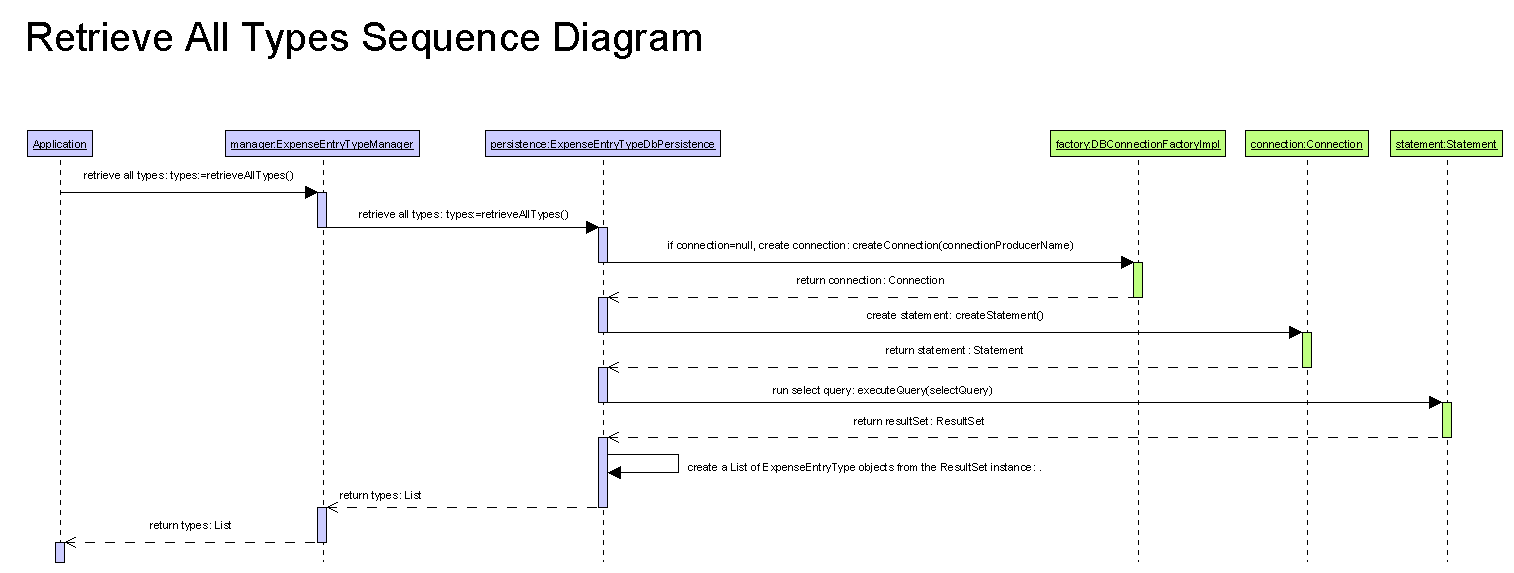 Retrieve All Types Sequence Diagram
Application
manager:ExpenseEntryTypeManager
persistence:ExpenseEntryTypeDbPersistence
factory:DBConnectionFactoryImpl
connection:Connection
statement:Statement
retrieve all types: types:=retrieveAllTypes()
retrieve all types: types:=retrieveAllTypes()
if connection=null, create connection: createConnection(connectionProducerName)
return connection: Connection
create statement: createStatement()
return statement: Statement
run select query: executeQuery(selectQuery)
return resultSet: ResultSet
create a List of ExpenseEntryType objects from the ResultSet instance: .
return types: List
return types: List